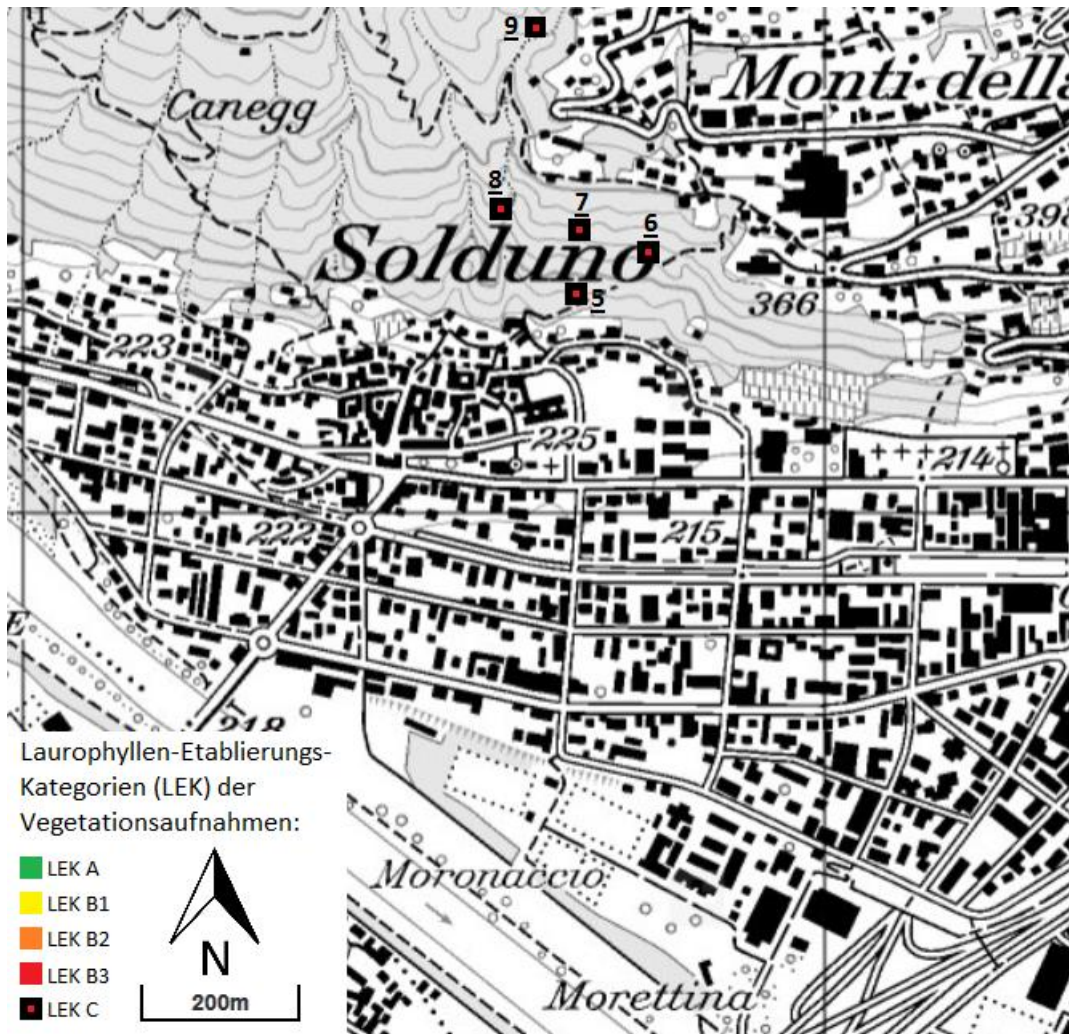 9
Canegg
Monti della
8
7
6
393
Solduno
5
366
223
225
214
222
215
E
218
Laurophyllen-Etablierungs-
Kategorien (LEK) der
Vegetationsaufnahmen:
LEK A
LEK B1
LEK B2
LEK B3
LEK C
N
200m
Moronaccio
Morettina